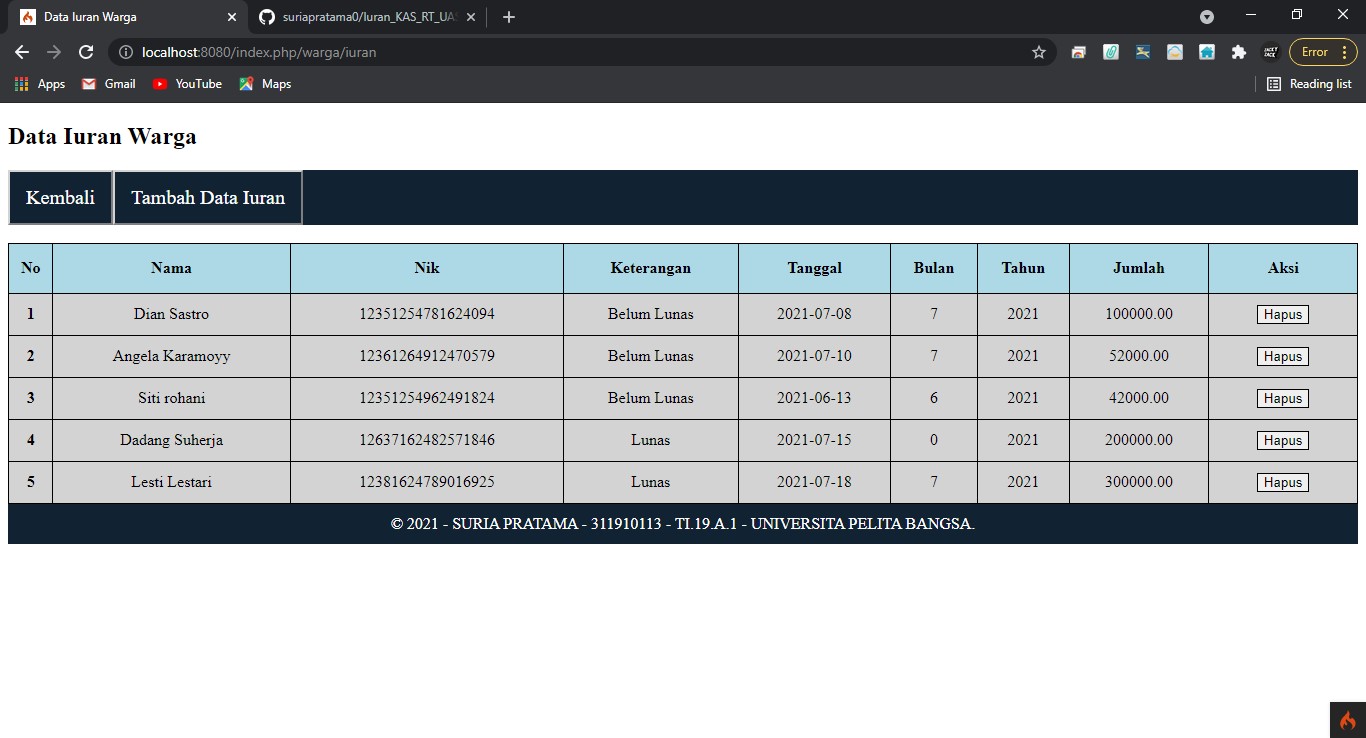 Data Iuran Warga
suriapratama0/Iuran_KAS_RT_UAS
localhost:8080/index.php/warga/iuran
Error
Apps Gmail YouTube Maps Reading list
Data Iuran Warga
Kembali Tambah Data Iuran
No Nama Nik Keterangan Tanggal Bulan Tahun Jumlah Aksi
1 Dian Sastro 12351254781624094 Belum Lunas 2021-07-08 7 2021 100000.00 Hapus
2 Angela Karamoyy 12361264912470579 Belum Lunas 2021-07-10 7 2021 52000.00 Hapus
3 Siti rohani 12351254962491824 Belum Lunas 2021-06-13 6 2021 42000.00 Hapus
4 Dadang Suherja 12637162482571846 Lunas 2021-07-15 0 2021 200000.00 Hapus
5 Lesti Lestari 12381624789016925 Lunas 2021-07-18 7 2021 300000.00 Hapus
© 2021 - SURIA PRATAMA - 311910113 - TI.19.A.1 - UNIVERSITA PELITA BANGSA.